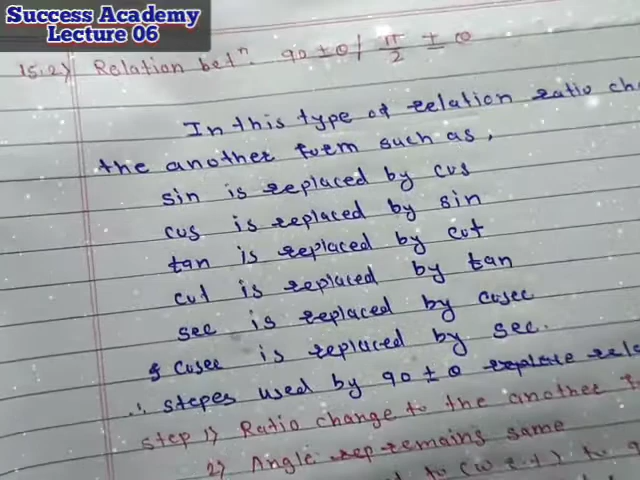 Success Academy
Lecture 06
15.2) Relation betⁿ. 90 ± θ / π/2 ± θ
In this type of relation ratio
the another form such as,
sin is replaced by cos
cos is replaced by sin
tan is replaced by cot
cot is replaced by tan
sec is replaced by cosec
& cosec is replaced by sec.
∴ stepes used by 90 ± θ
step 1) Ratio change to the another
2) Angle remains same